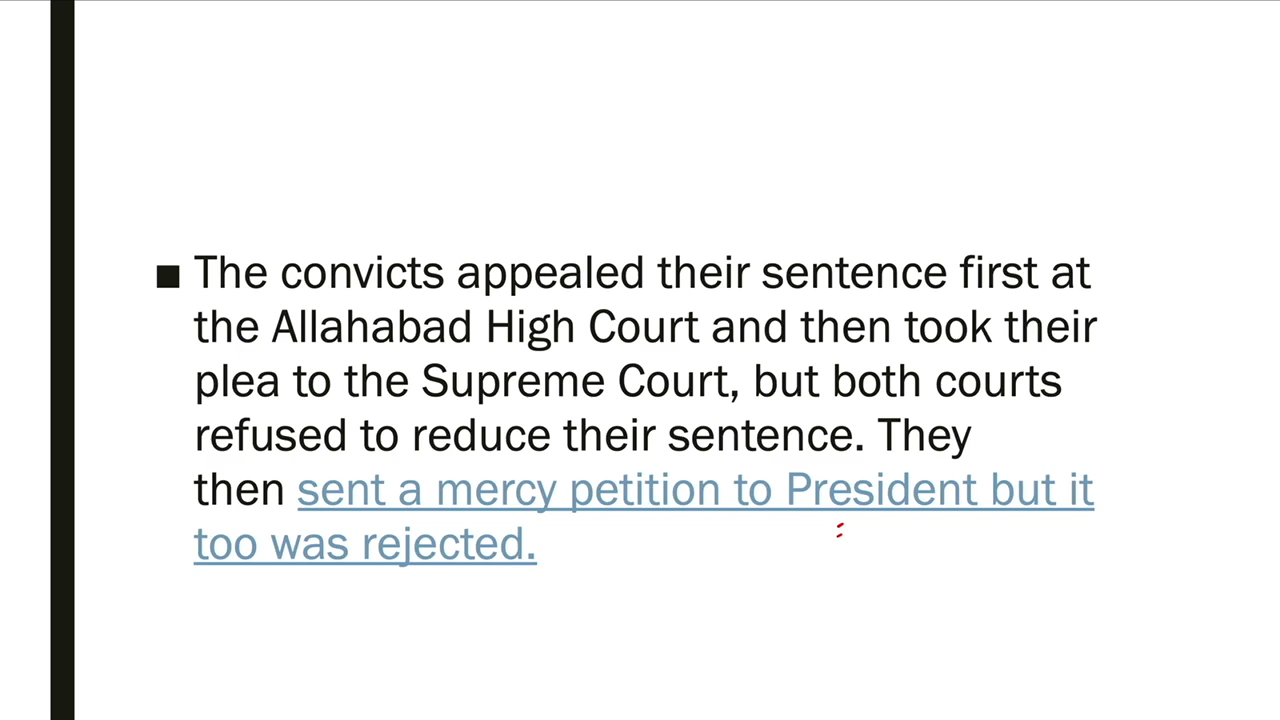 ■ The convicts appealed their sentence first at
the Allahabad High Court and then took their
plea to the Supreme Court, but both courts
refused to reduce their sentence. They
then sent a mercy petition to President but it
too was rejected.